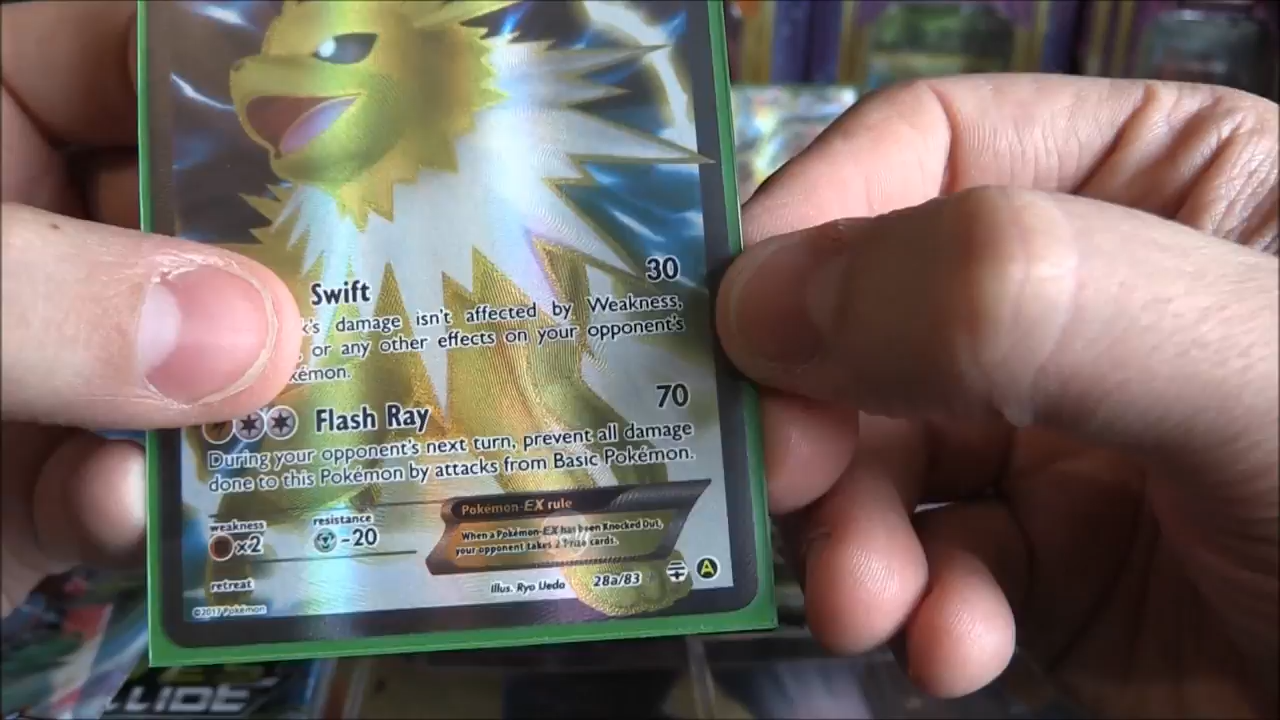 30
Swift
k's damage isn't affected by Weakness,
, or any other effects on your opponent's
kémon.
70
Flash Ray
During your opponent's next turn, prevent all damage
done to this Pokémon by attacks from Basic Pokémon.
Pokémon-EX rule
When a Pokémon-EX has been Knocked Out,
your opponent takes 2 Prize cards.
weakness
×2
resistance
-20
retreat
Illus. Ryo Ueda
28a/83
A
©2017 Pokémon
LLIDE